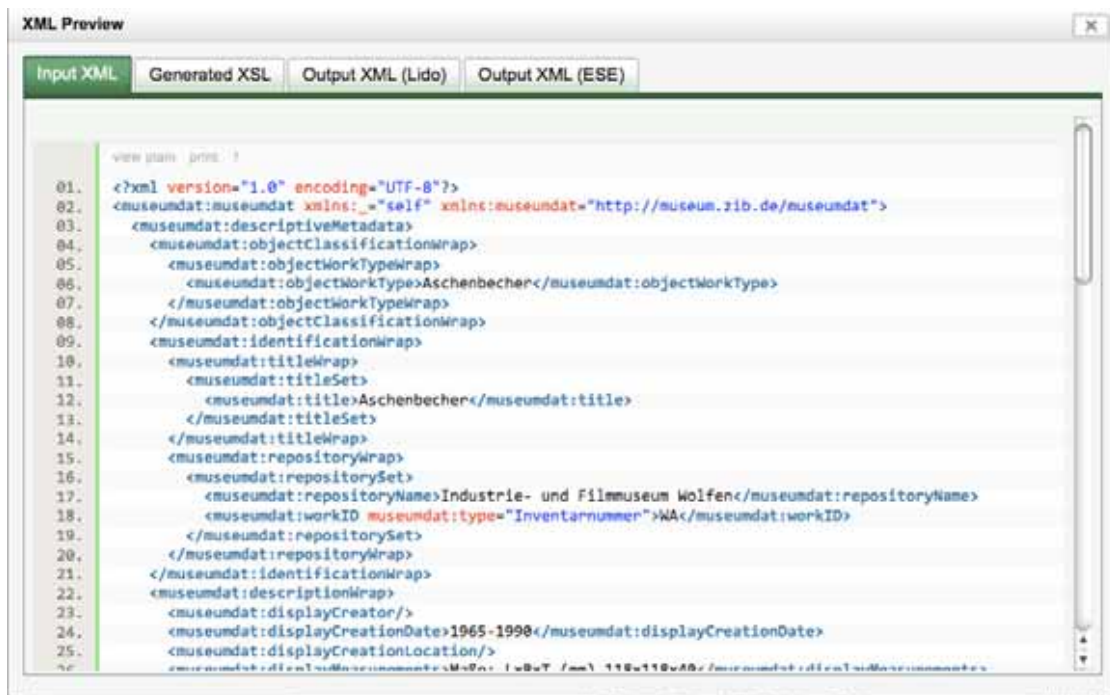 XML Preview
Input XML Generated XSL Output XML (Lido) Output XML (ESE)
view plain print ?
01. <?xml version="1.0" encoding="UTF-8"?>
02. <museumdat:museumdat xmlns:_="self" xmlns:museumdat="http://museum.zib.de/museumdat">
03. <museumdat:descriptiveMetadata>
04. <museumdat:objectClassificationWrap>
05. <museumdat:objectWorkTypeWrap>
06. <museumdat:objectWorkType>Aschenbecher</museumdat:objectWorkType>
07. </museumdat:objectWorkTypeWrap>
08. </museumdat:objectClassificationWrap>
09. <museumdat:identificationWrap>
10. <museumdat:titleWrap>
11. <museumdat:titleSet>
12. <museumdat:title>Aschenbecher</museumdat:title>
13. </museumdat:titleSet>
14. </museumdat:titleWrap>
15. <museumdat:repositoryWrap>
16. <museumdat:repositorySet>
17. <museumdat:repositoryName>Industrie- und Filmmuseum Wolfen</museumdat:repositoryName>
18. <museumdat:workID museumdat:type="Inventarnummer">WA</museumdat:workID>
19. </museumdat:repositorySet>
20. </museumdat:repositoryWrap>
21. </museumdat:identificationWrap>
22. <museumdat:descriptionWrap>
23. <museumdat:displayCreator/>
24. <museumdat:displayCreationDate>1965-1990</museumdat:displayCreationDate>
25. <museumdat:displayCreationLocation/>